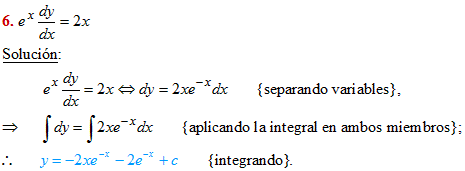 6. e^x dy/dx = 2x
Solución:
e^x dy/dx = 2x ⇔ dy = 2xe^{-x}dx {separando variables},
⇒ ∫dy = ∫2xe^{-x}dx {aplicando la integral en ambos miembros};
∴ y = -2xe^{-x} - 2e^{-x} + c {integrando}.